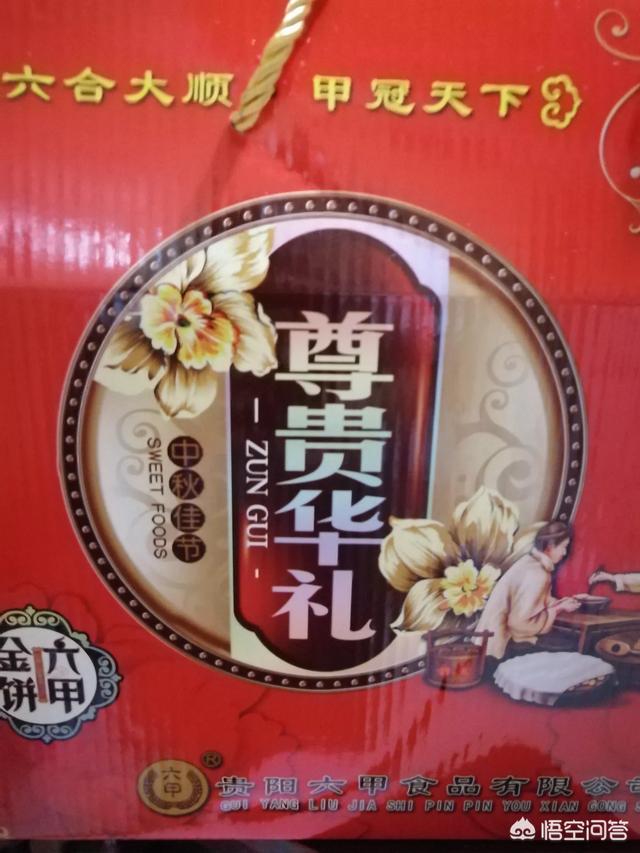 六合大顺 甲冠天下
尊贵华礼
ZUN GUI
中秋佳节
SWEET FOODS
六甲
金饼
六甲
®
贵阳六甲食品有限公司
GUI YANG LIU JIA SHI PIN PIN YOU XIAN GONG S
悟空问答